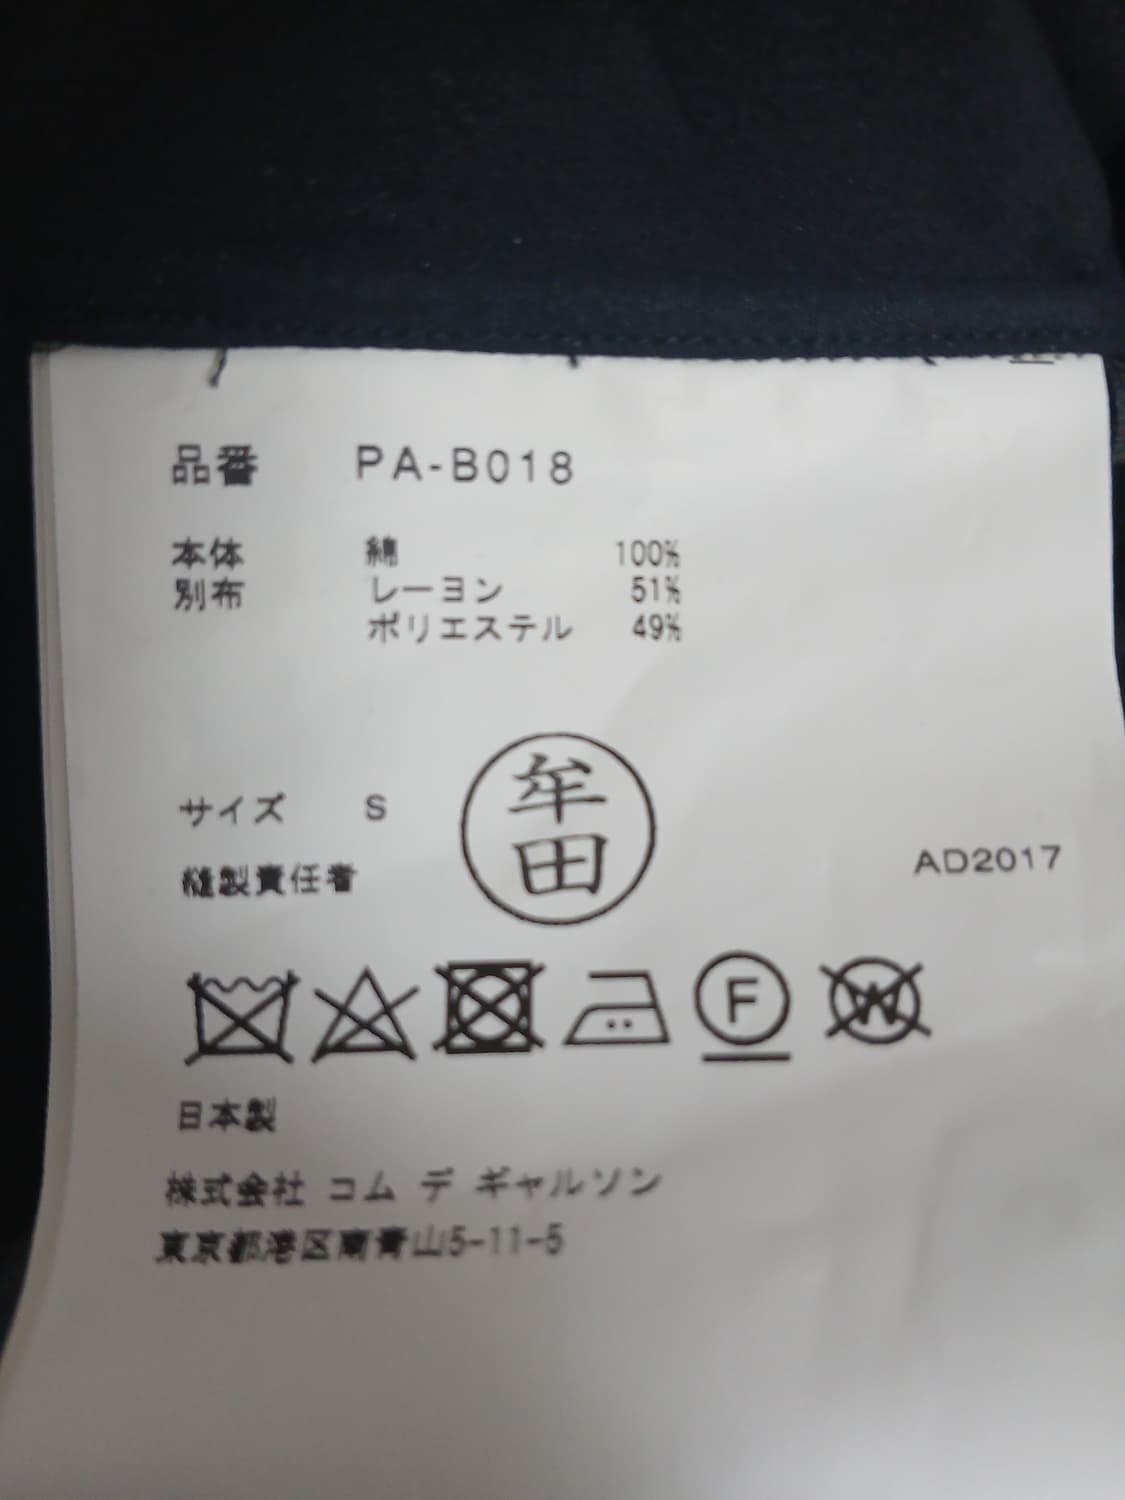 品番 PA-B018
本体 綿 100%
別布 レーヨン 51%
ポリエステル 49%
サイズ S
牟田
縫製責任者
AD2017
F
W
日本製
株式会社 コム デ ギャルソン
東京都港区南青山5-11-5